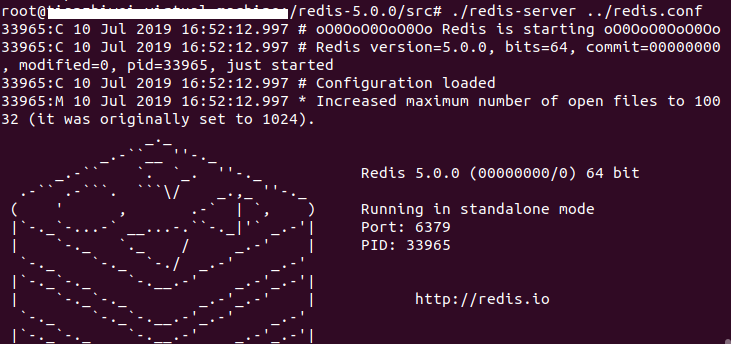 root@:/redis-5.0.0/src# ./redis-server ../redis.conf
33965:C 10 Jul 2019 16:52:12.997 # oO0OoO0OoO0Oo Redis is starting oO0OoO0OoO0Oo
33965:C 10 Jul 2019 16:52:12.997 # Redis version=5.0.0, bits=64, commit=00000000
, modified=0, pid=33965, just started
33965:C 10 Jul 2019 16:52:12.997 # Configuration loaded
33965:M 10 Jul 2019 16:52:12.997 * Increased maximum number of open files to 100
32 (it was originally set to 1024).
Redis 5.0.0 (00000000/0) 64 bit
Running in standalone mode
Port: 6379
PID: 33965
http://redis.io